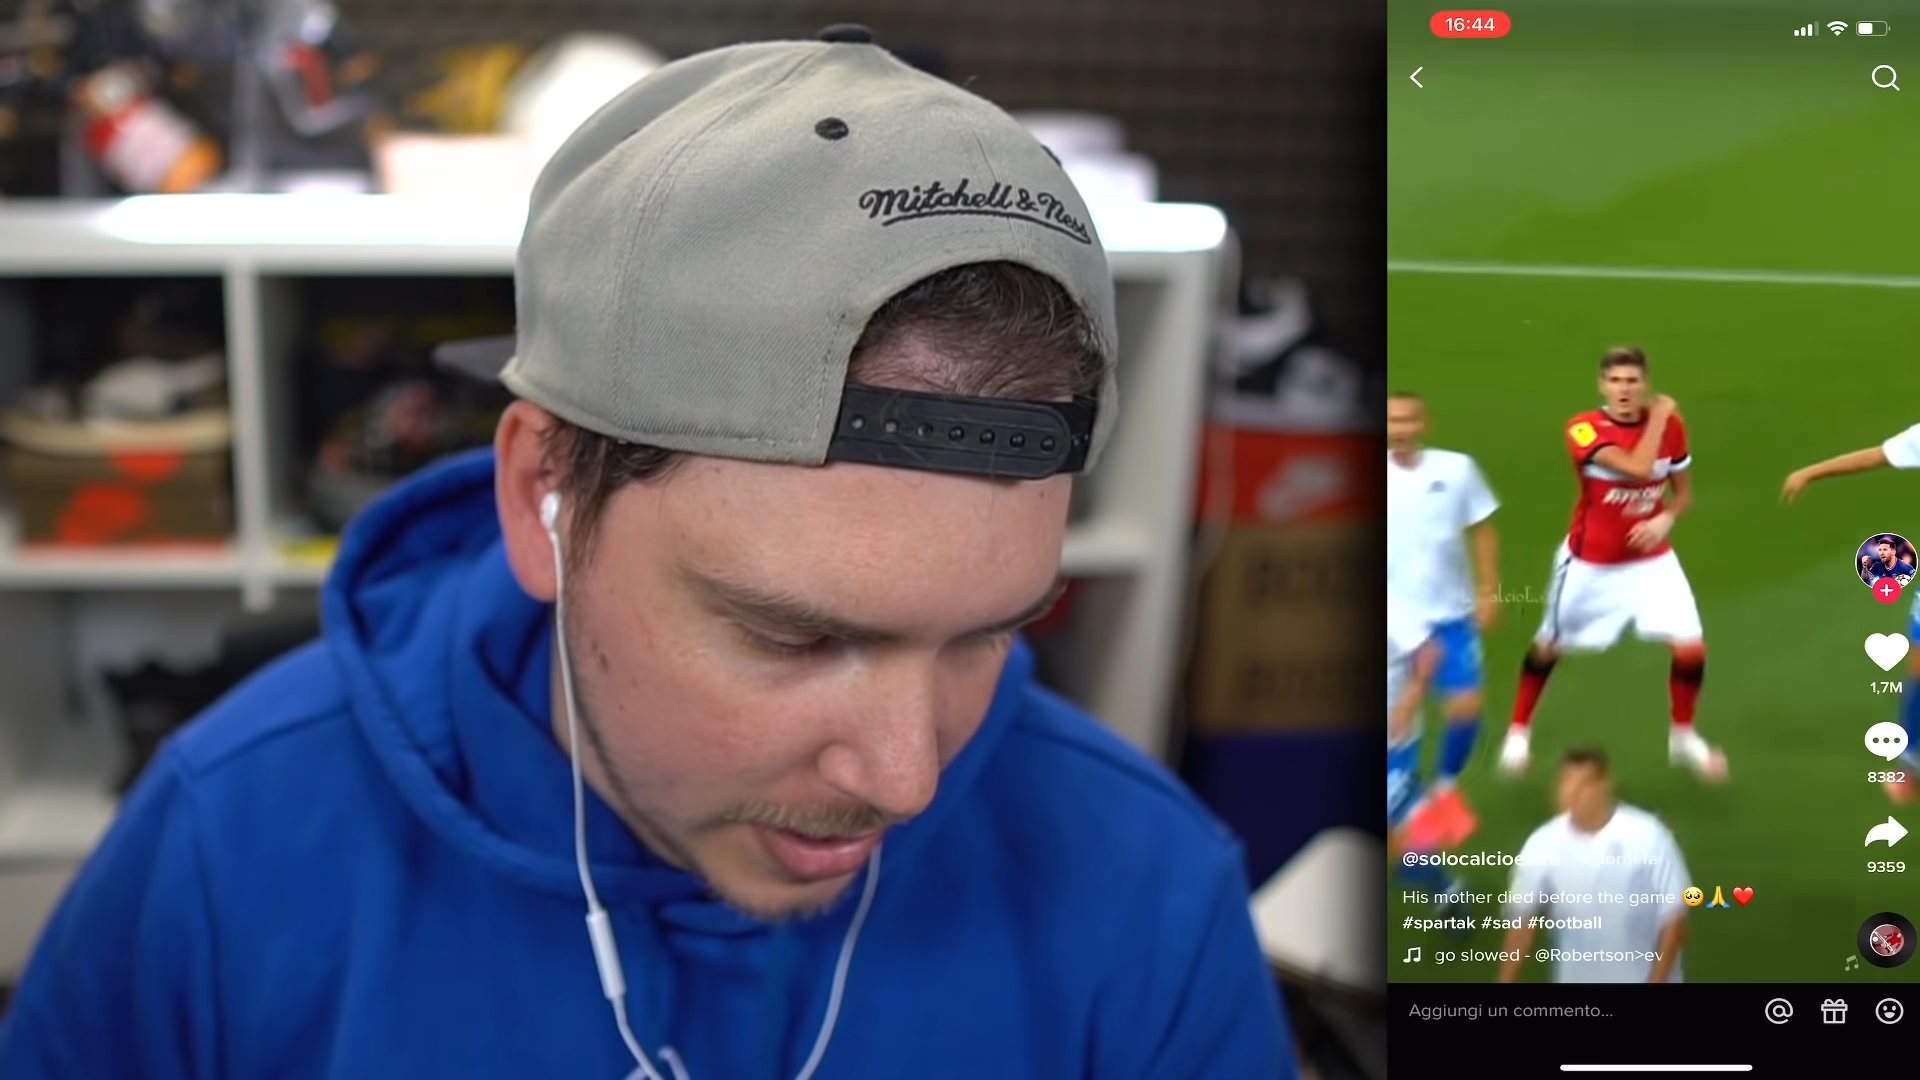 Mitchell & Ness
16:44
1,7M
8382
9359
His mother died before the game 🥺🙏❤️
#spartak #sad #football
go slowed - @Robertson>ev
Aggiungi un commento...